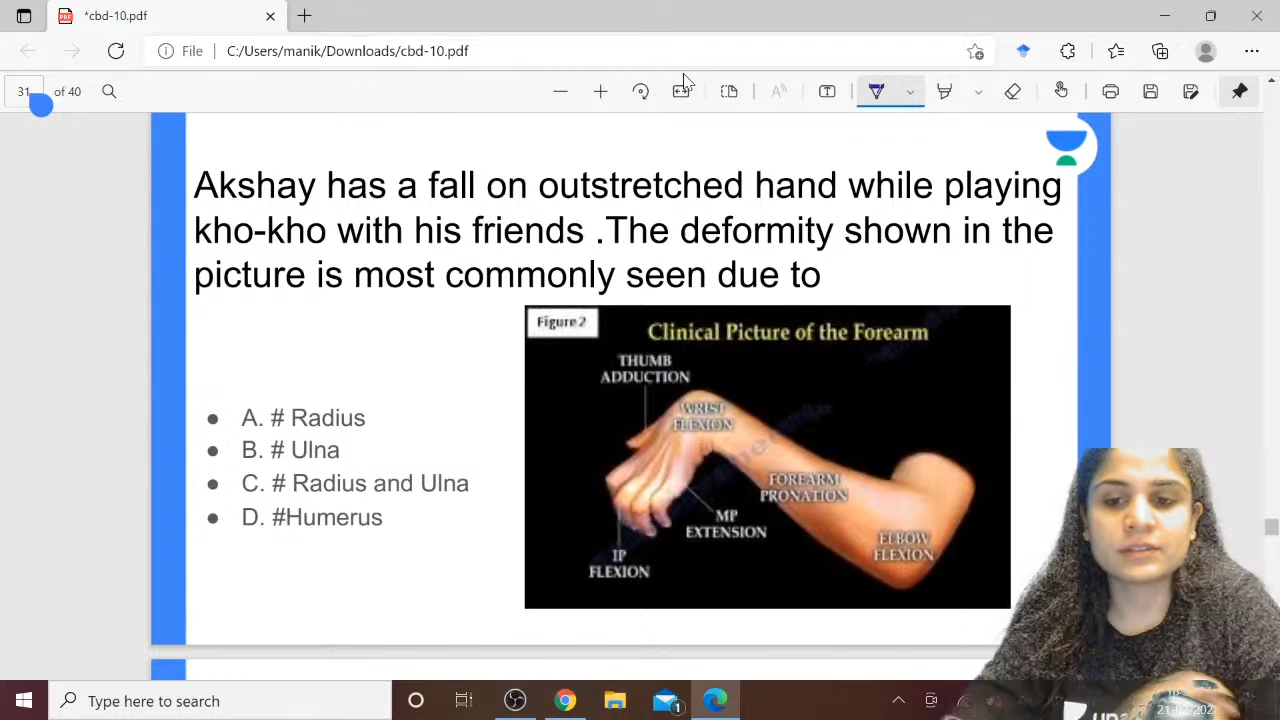 *cbd-10.pdf
File C:/Users/manik/Downloads/cbd-10.pdf
31 of 40
Akshay has a fall on outstretched hand while playing
kho-kho with his friends .The deformity shown in the
picture is most commonly seen due to
Figure 2
Clinical Picture of the Forearm
THUMB
ADDUCTION
WRIST
FLEXION
FOREARM
PRONATION
MP
EXTENSION
ELBOW
FLEXION
IP
FLEXION
A. # Radius
B. # Ulna
C. # Radius and Ulna
D. #Humerus
Type here to search
1